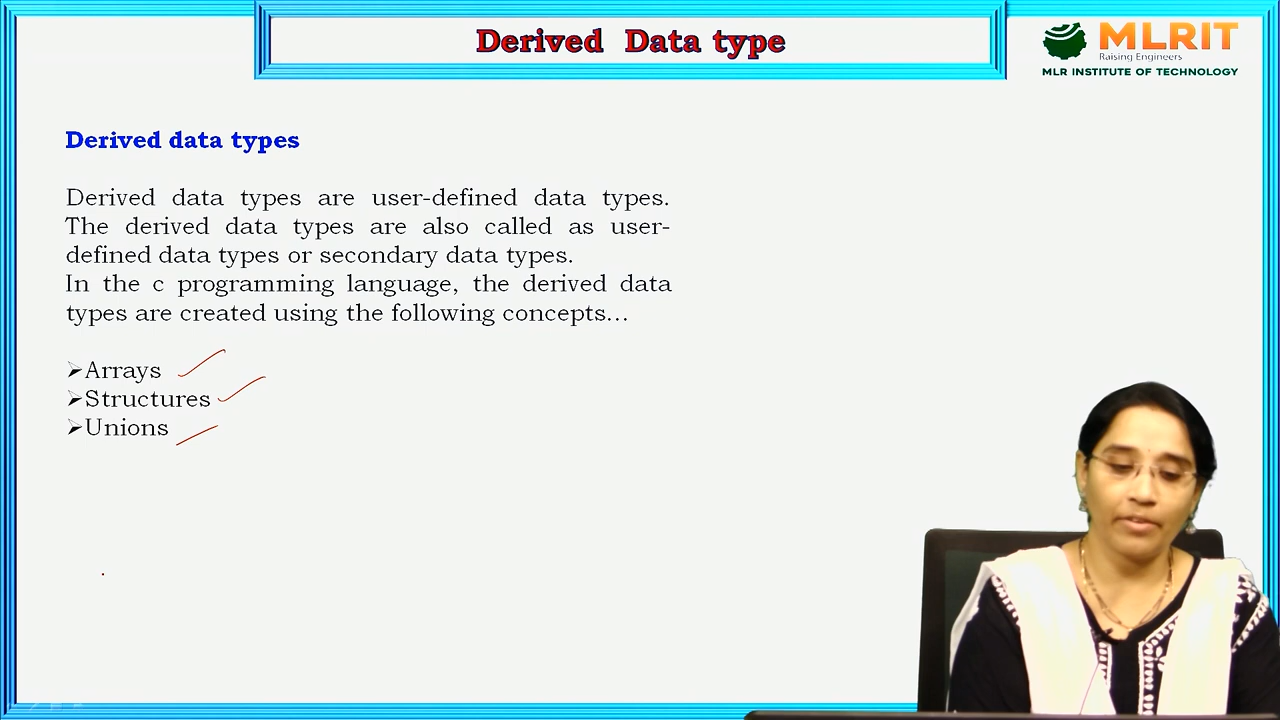 Derived Data type
MLRIT
Raising Engineers
MLR INSTITUTE OF TECHNOLOGY
Derived data types
Derived data types are user-defined data types.
The derived data types are also called as user-
defined data types or secondary data types.
In the c programming language, the derived data
types are created using the following concepts...
➢Arrays
➢Structures
➢Unions